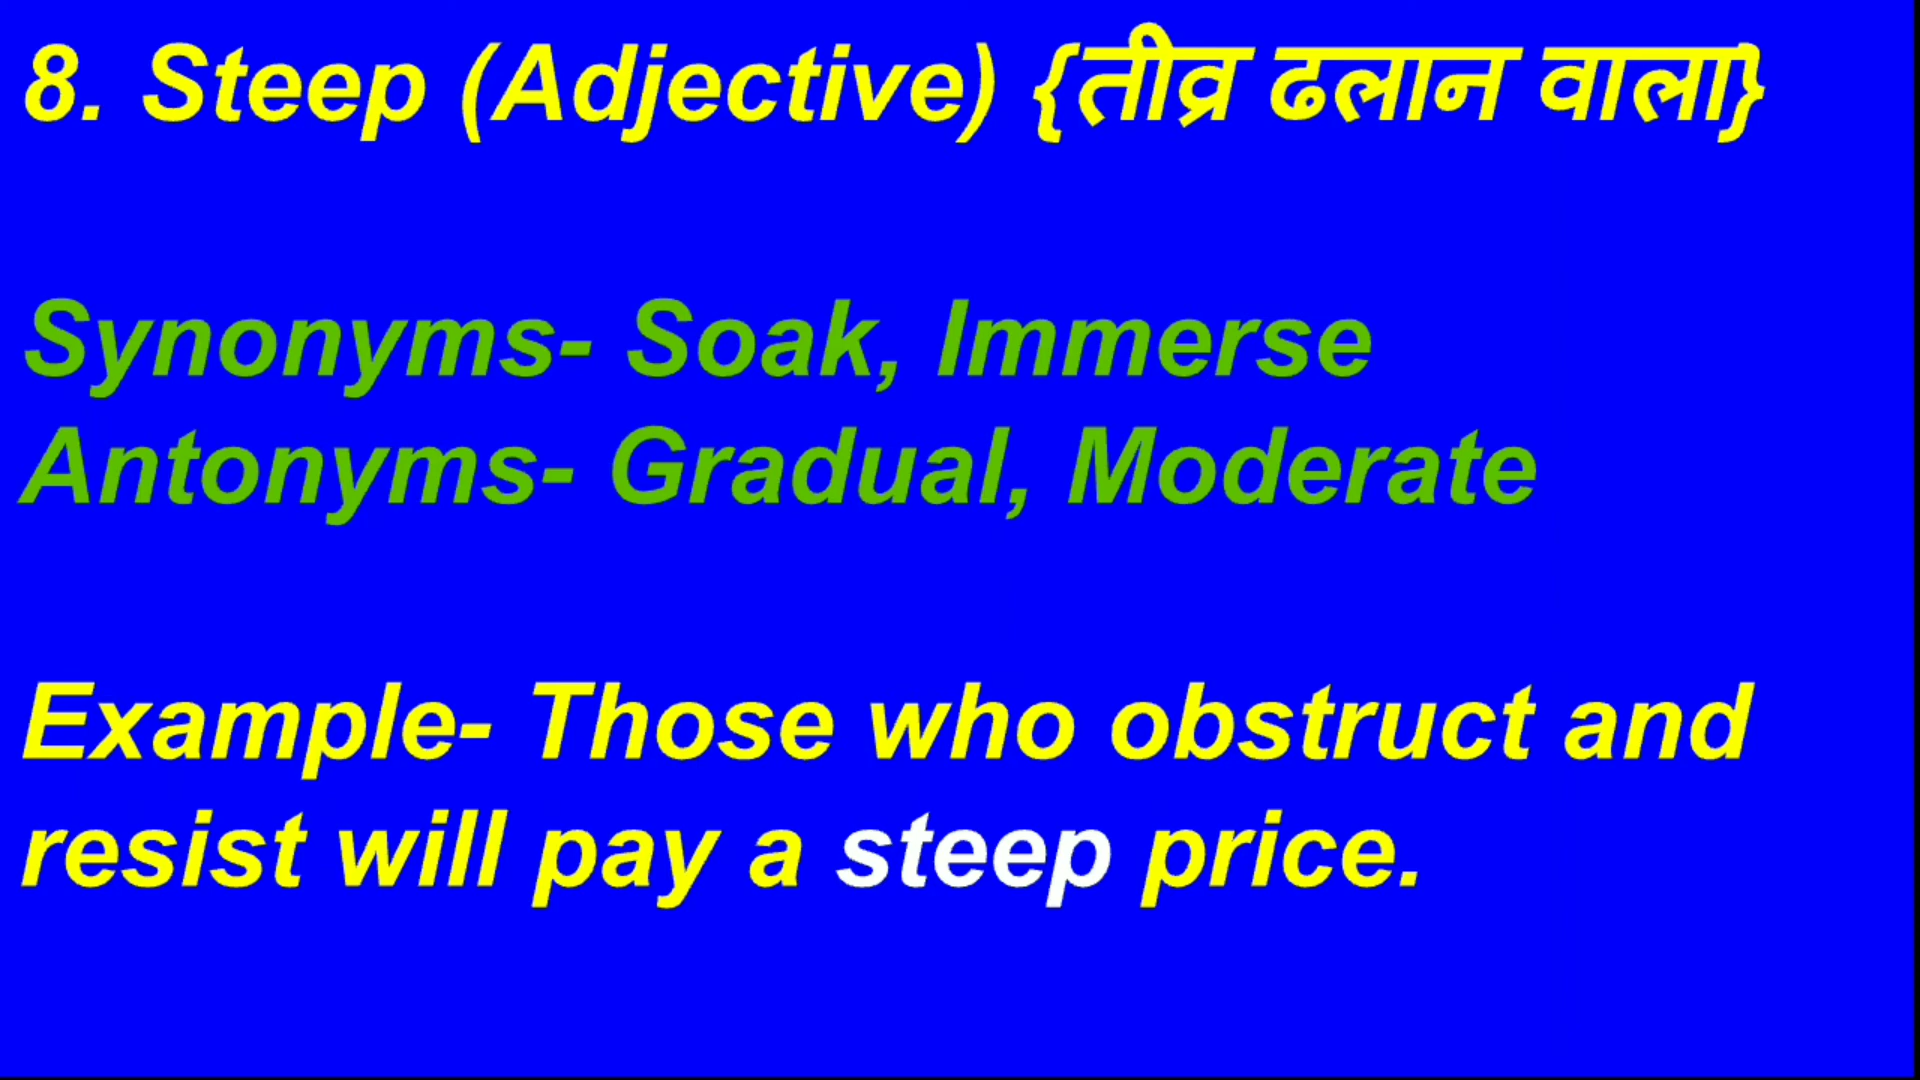 8. Steep (Adjective) {तीव्र ढलान वाला}
Synonyms- Soak, Immerse
Antonyms- Gradual, Moderate
Example- Those who obstruct and
resist will pay a steep price.